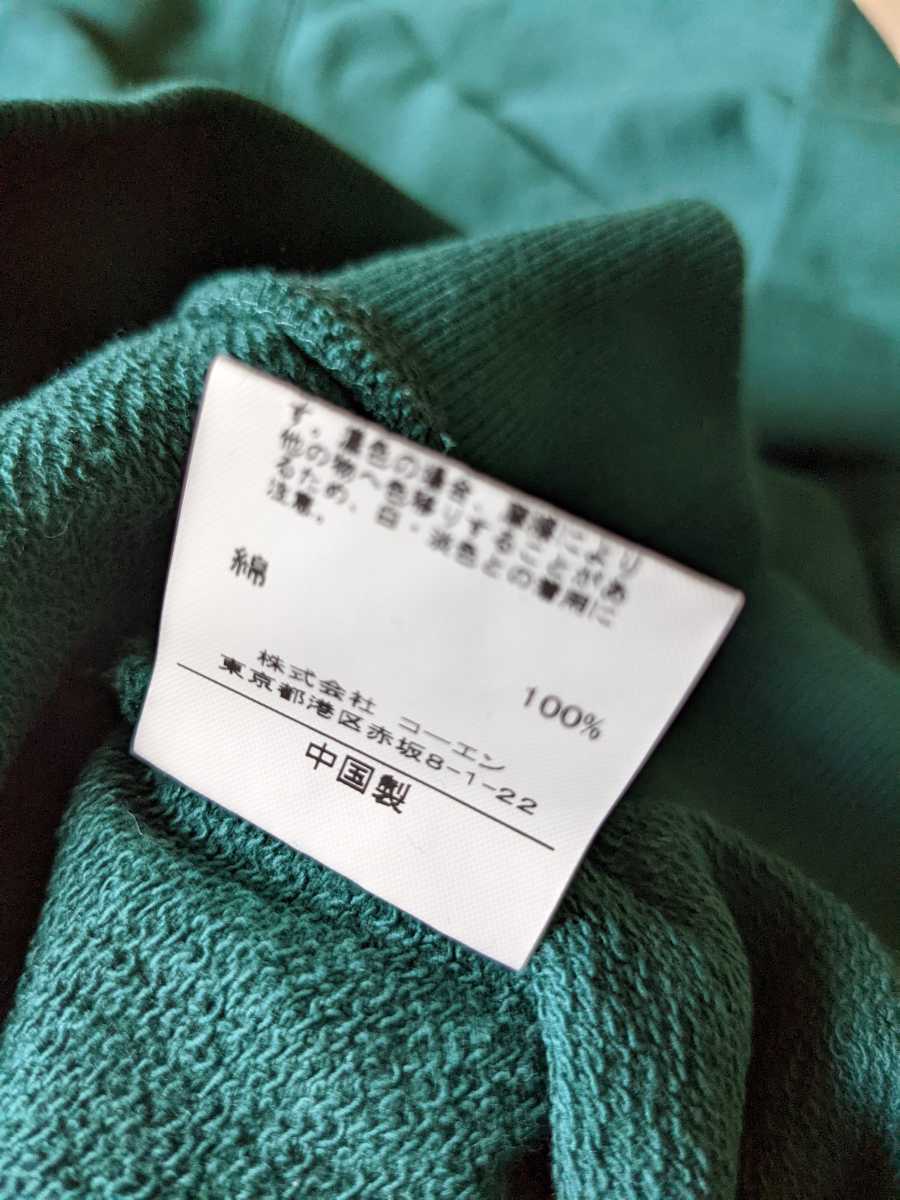 す。濃色の場合、摩擦により
他の物へ色移りすることがあ
るため、白・淡色との着用に
注意。
綿 100%
株式会社 コーエン
東京都港区赤坂8-1-22
中国製